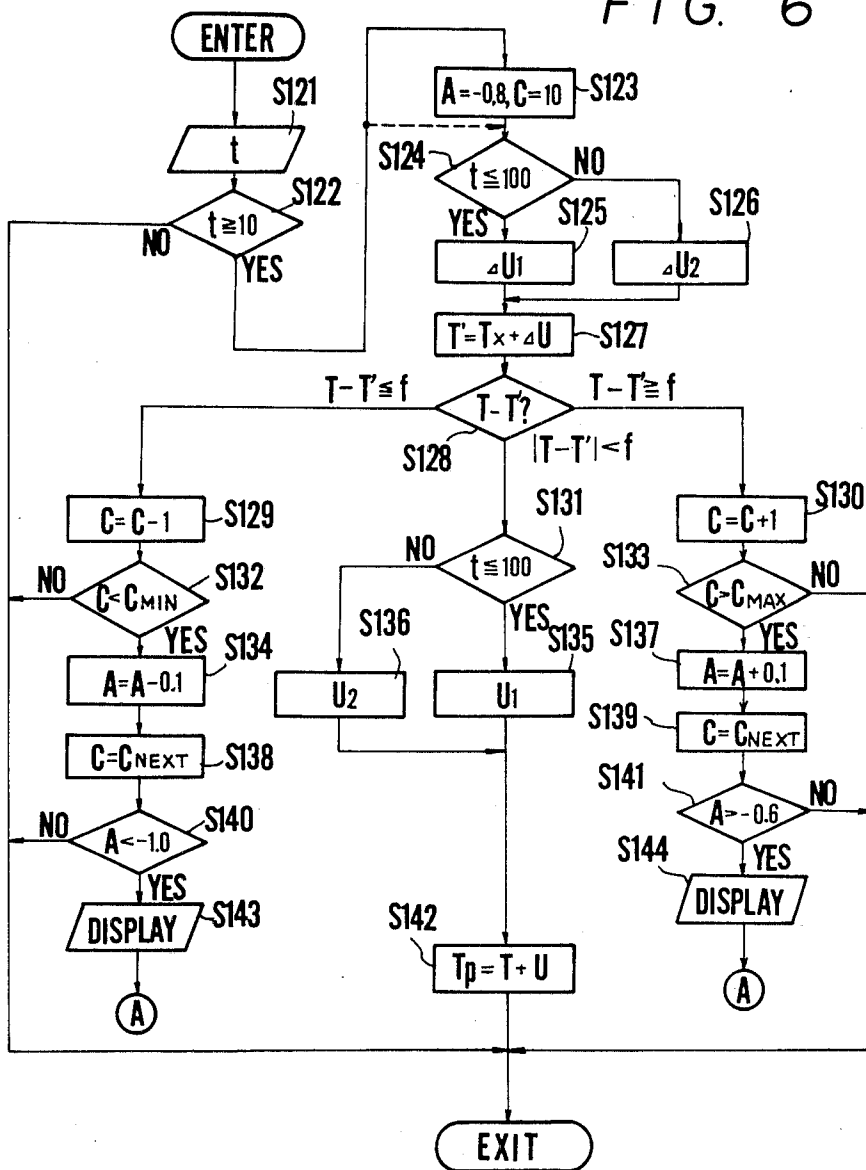 FIG. 6
ENTER
S121
t
S122
t≧10
NO
YES
A=-0.8, C=10
S123
S124
t≦100
NO
YES
S125
S126
⊿U1
⊿U2
T'=Tx+⊿U
S127
T-T'≦f
T-T'?
T-T'≧f
S128
|T-T'|<f
C=C-1
S129
C=C+1
S130
S131
t≦100
NO
YES
S132
C<CMIN
NO
YES
S133
C>CMAX
NO
YES
S134
A=A-0.1
S136
U2
S135
U1
S137
A=A+0.1
C=CNEXT
S138
S139
C=CNEXT
NO
A<-1.0
S140
YES
S141
A>-0.6
NO
YES
DISPLAY
S143
S144
DISPLAY
S142
Tp=T+U
A
A
EXIT